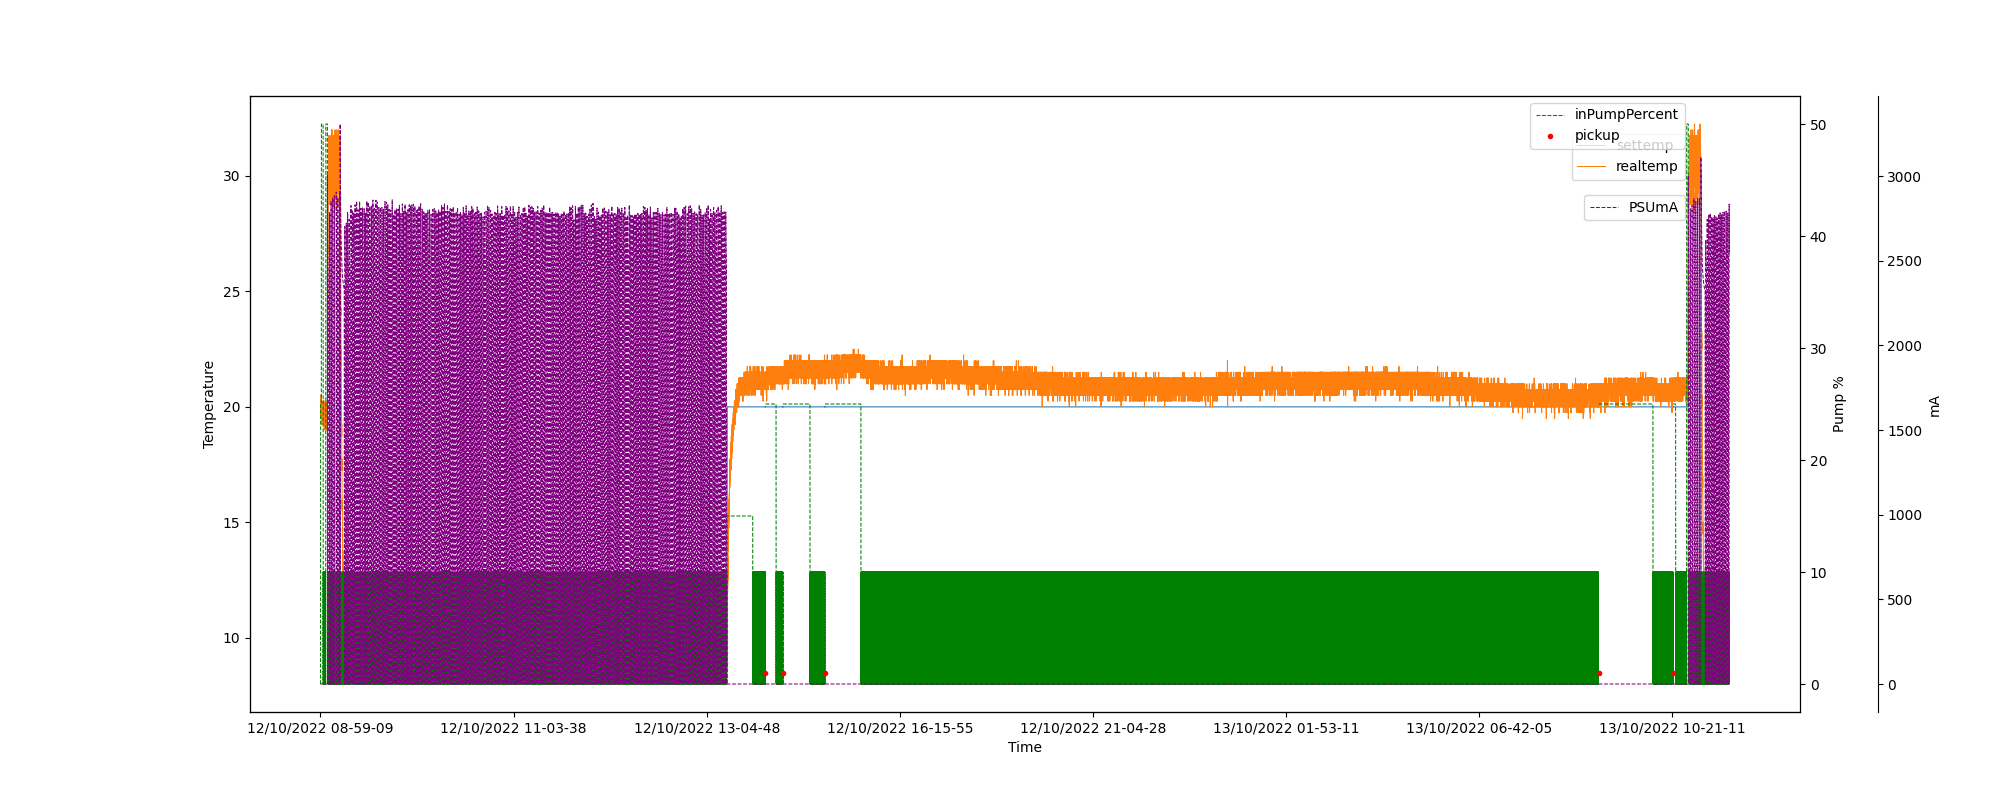 inPumpPercent
pickup
settemp
realtemp
PSUmA
30
25
20
15
10
Temperature
50
40
30
20
10
0
Pump %
3000
2500
2000
1500
1000
500
0
mA
12/10/2022 08-59-09
12/10/2022 11-03-38
12/10/2022 13-04-48
12/10/2022 16-15-55
12/10/2022 21-04-28
13/10/2022 01-53-11
13/10/2022 06-42-05
13/10/2022 10-21-11
Time